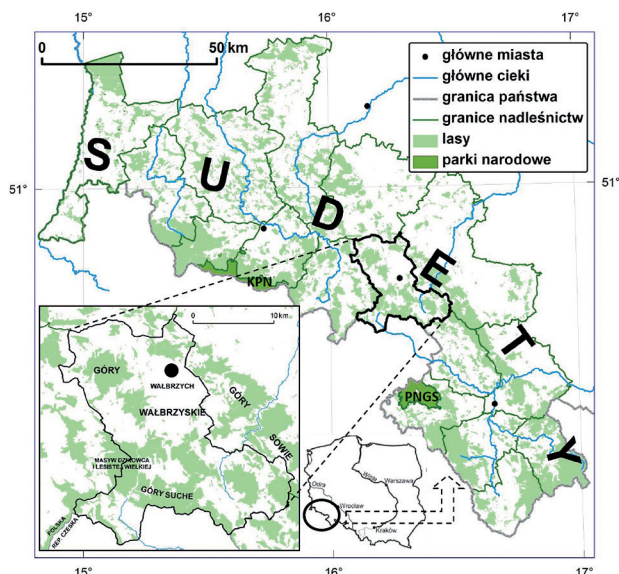 15°
16°
17°
0
50 km
główne miasta
główne cieki
granica państwa
granice nadleśnictw
lasy
parki narodowe
51°
51°
S U D E T Y
KPN
PNGS
0
10 km
GÓRY
WAŁBRZYCH
WAŁBRZYSKIE
GÓRY
SOWIE
MASYW DZIKOWCA
I LESISTEJ WIELKIEJ
GÓRY SUCHE
POLSKA
REP. CZESKA
Odra
Wisła
Warszawa
Wrocław
Kraków
15°
16°
17°